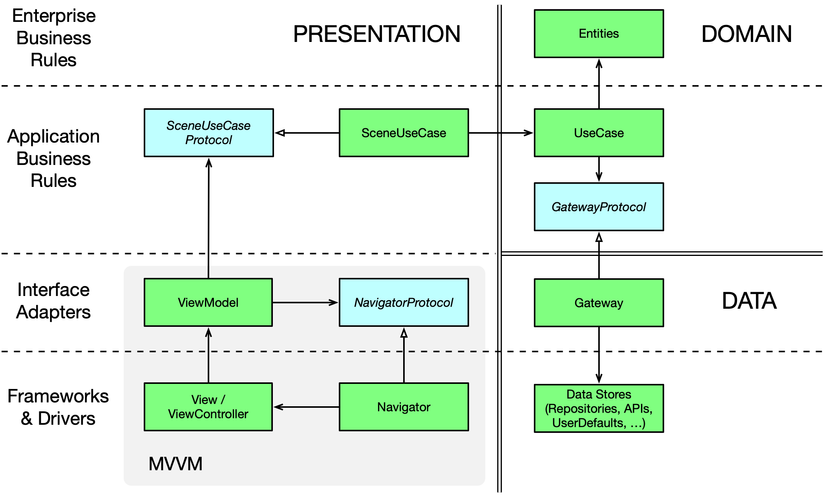 Enterprise
Business
Rules
PRESENTATION
Entities
DOMAIN
Application
Business
Rules
SceneUseCase
Protocol
SceneUseCase
UseCase
GatewayProtocol
Interface
Adapters
ViewModel
NavigatorProtocol
Gateway
DATA
Frameworks
& Drivers
View /
ViewController
Navigator
Data Stores
(Repositories, APIs,
UserDefaults, …)
MVVM